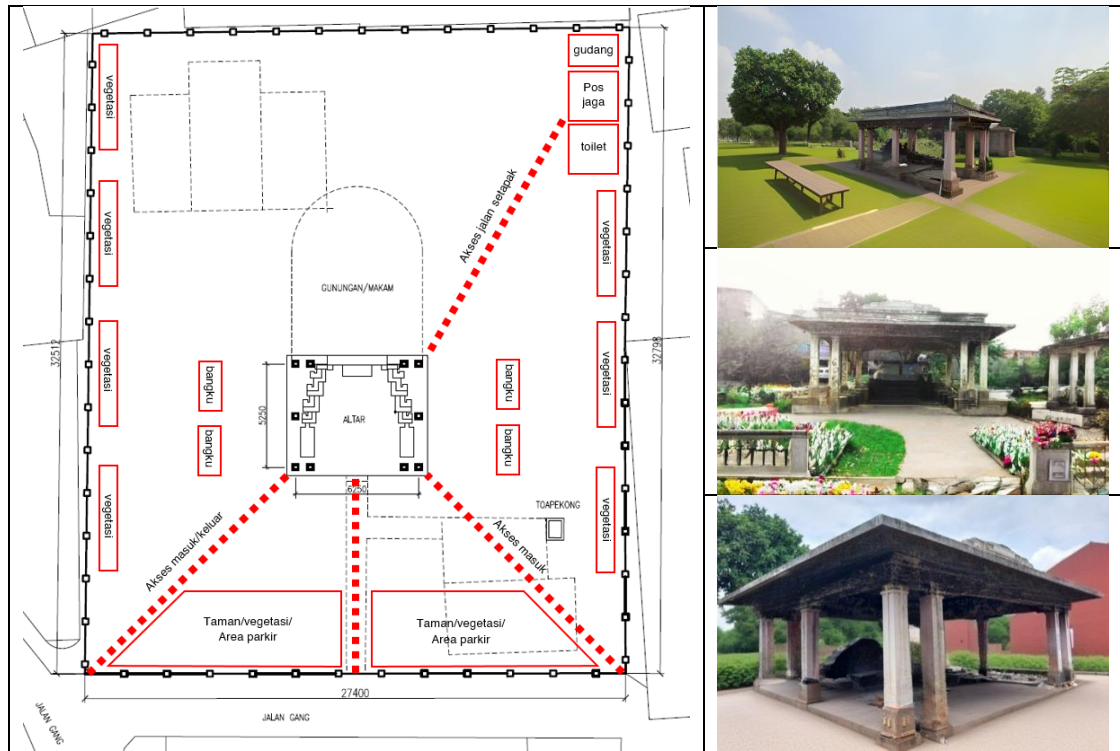 gudang
Pos
jaga
toilet
vegetasi
vegetasi
vegetasi
vegetasi
vegetasi
vegetasi
vegetasi
Akses jalan setapak
GUNUNGAN/MAKAM
32512
32798
bangku
bangku
bangku
bangku
5250
ALTAR
6250
TOAPEKONG
Akses masuk/keluar
Akses masuk
Taman/vegetasi/
Area parkir
Taman/vegetasi/
Area parkir
27400
JALAN GANG
JALAN GANG